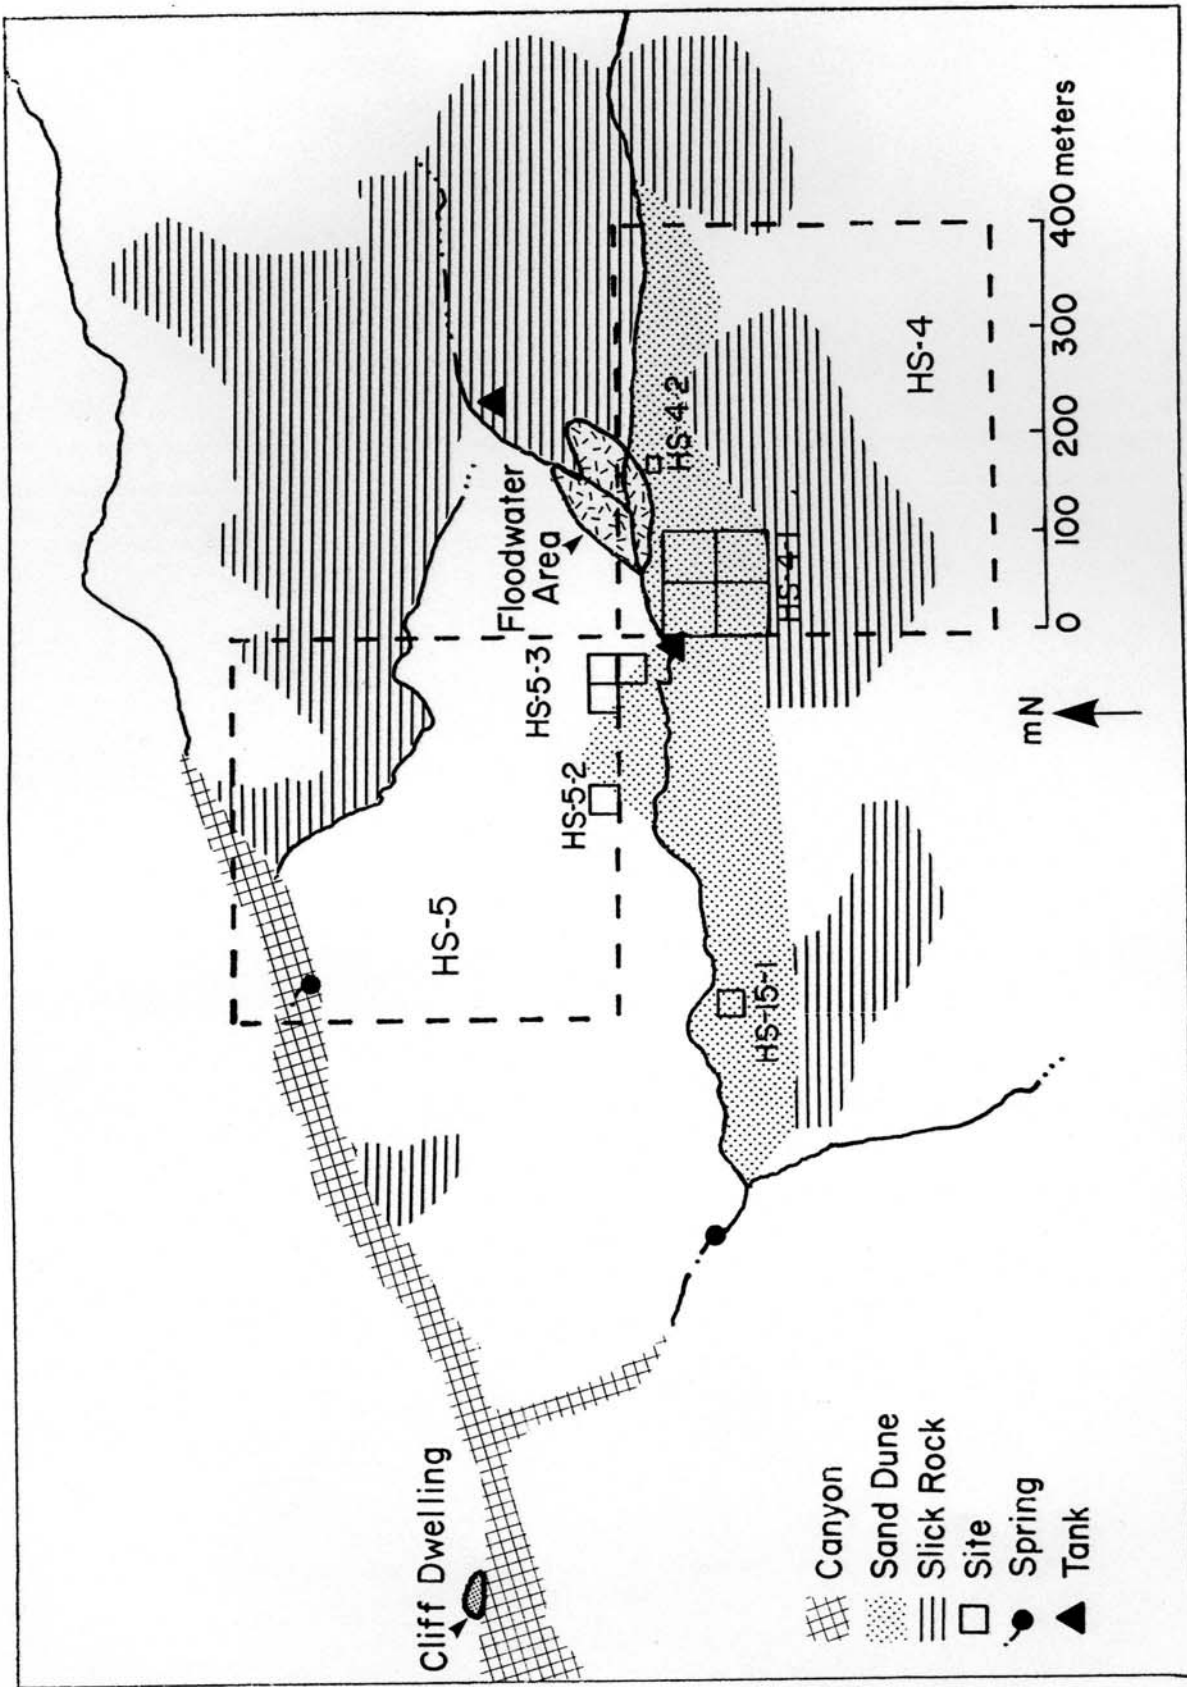 Cliff Dwelling
HS-5
HS-5-2
HS-5-3
Floodwater
Area
HS-4-2
HS-4-1
HS-4
HS-15-1
Canyon
Sand Dune
Slick Rock
Site
Spring
Tank
mN
0 100 200 300 400 meters